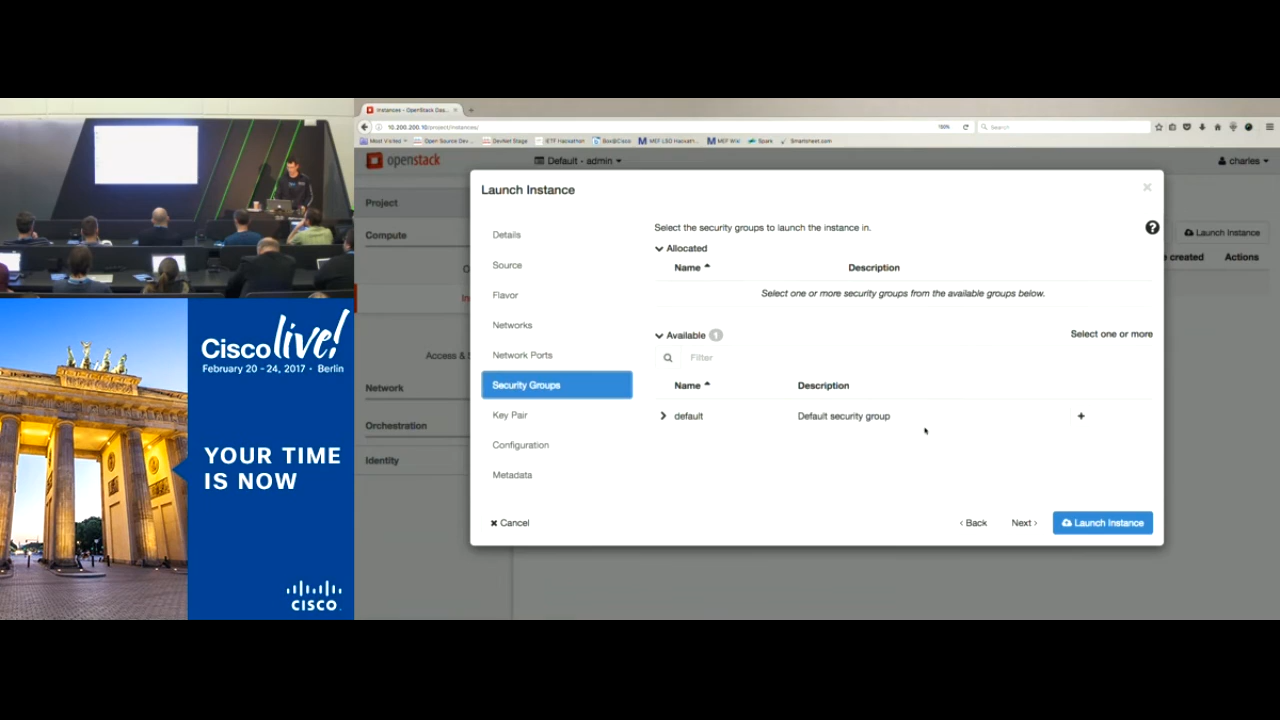 Instances - OpenStack Das...
10.200.200.10/project/instances/
150%
Search
Most Visited
Open Source Dev...
DevNet Stage
IETF Hackathon
Box@Cisco
MEF LSO Hackath...
MEF Wiki
Spark
Smartsheet.com
openstack
Default - admin
charles
Project
Compute
Access & S
Network
Orchestration
Identity
Launch Instance
e created
Actions
Launch Instance
Details
Source
Flavor
Networks
Network Ports
Security Groups
Key Pair
Configuration
Metadata
Select the security groups to launch the instance in.
Allocated
Name
Description
Select one or more security groups from the available groups below.
Available 1
Select one or more
Filter
Name
Description
default
Default security group
Cancel
Back
Next
Launch Instance
Cisco live!
February 20 - 24, 2017 • Berlin
YOUR TIME
IS NOW
CISCO